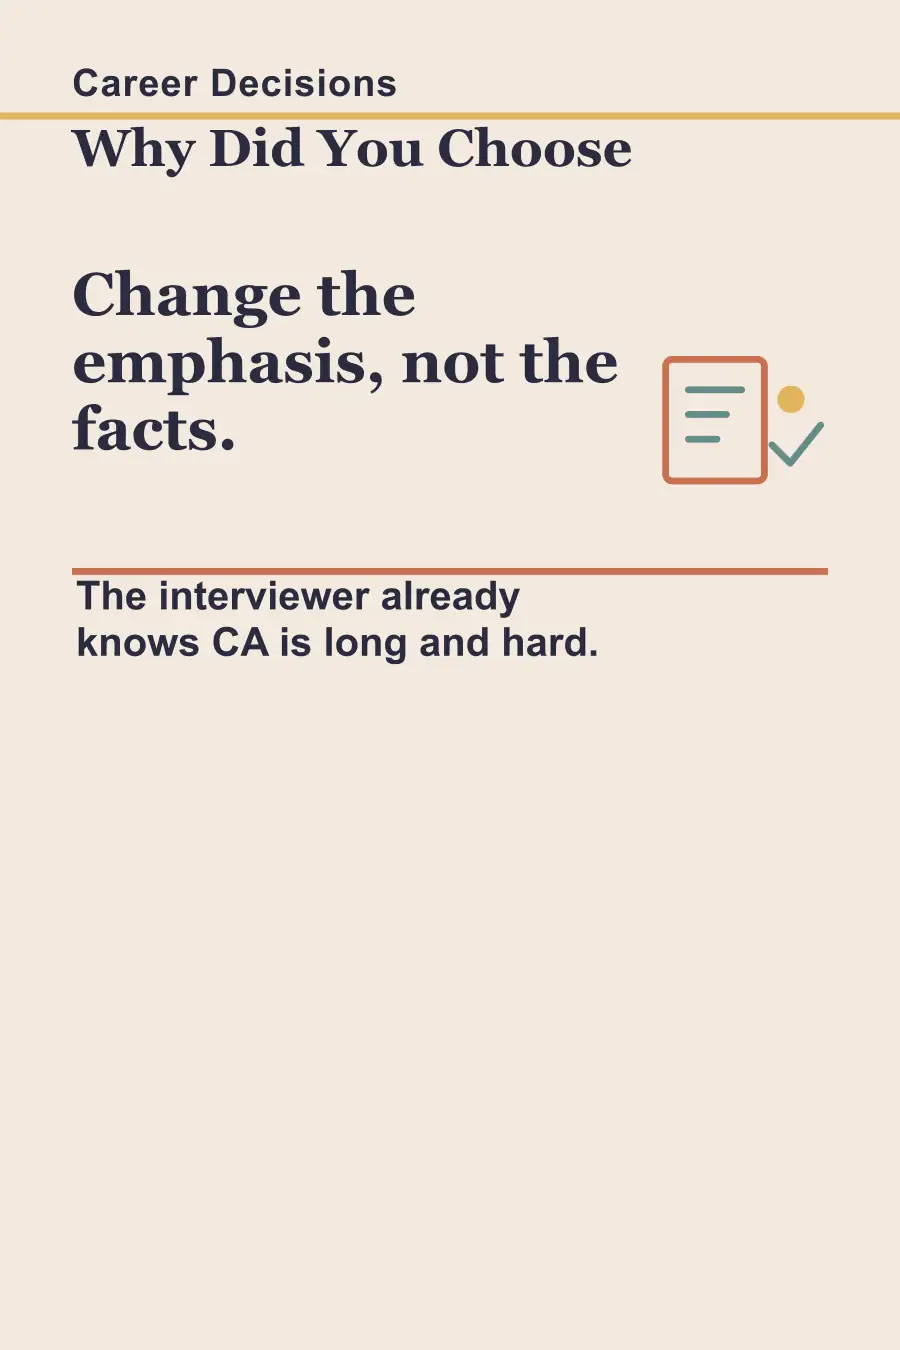 Career Decisions
Why Did You Choose
Change the
emphasis, not the
facts.
The interviewer already
knows CA is long and hard.